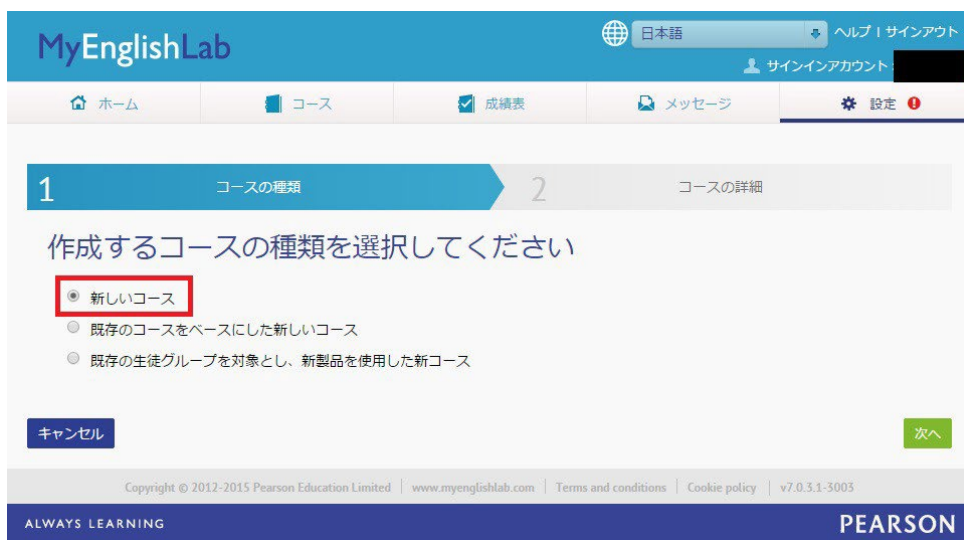 MyEnglishLab
日本語
ヘルプ | サインアウト
サインインアカウント :
ホーム
コース
成績表
メッセージ
設定
1 コースの種類
2 コースの詳細
作成するコースの種類を選択してください
新しいコース
既存のコースをベースにした新しいコース
既存の生徒グループを対象とし、新製品を使用した新コース
キャンセル
次へ
Copyright © 2012-2015 Pearson Education Limited | www.myenglishlab.com | Terms and conditions | Cookie policy | v7.0.3.1-3003
ALWAYS LEARNING
PEARSON